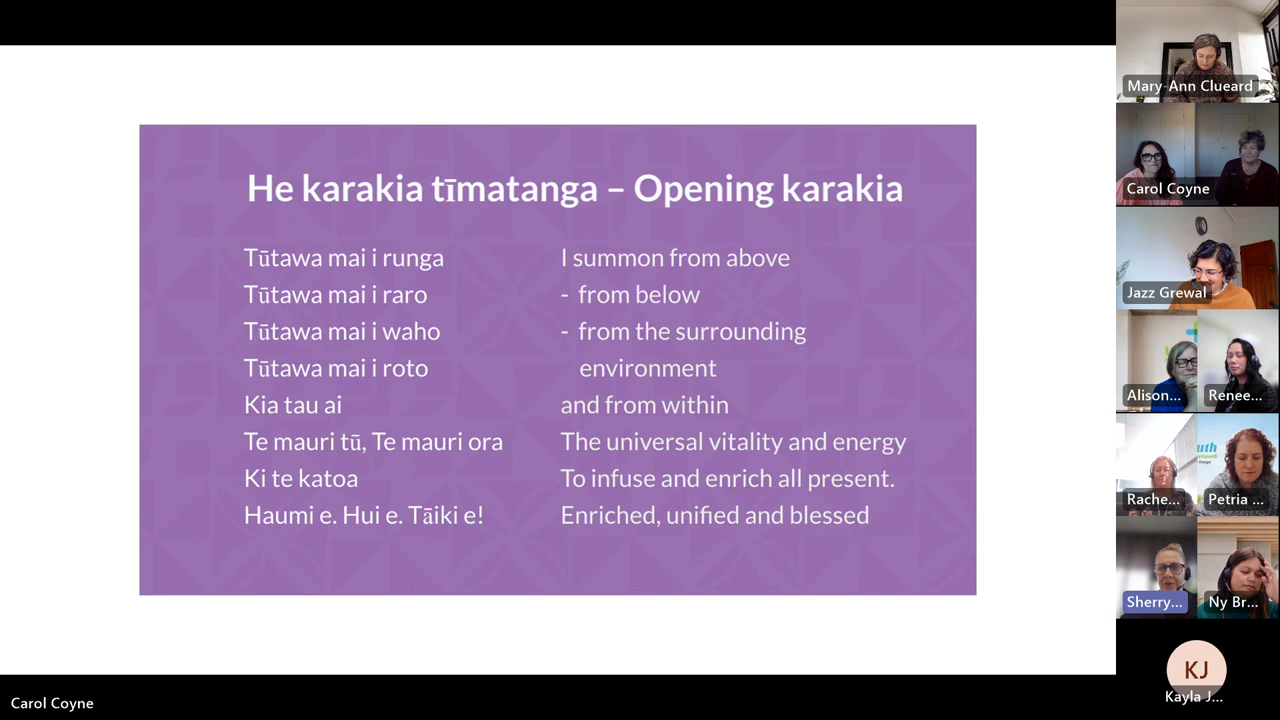 He karakia tīmatanga – Opening karakia
Tūtawa mai i runga
Tūtawa mai i raro
Tūtawa mai i waho
Tūtawa mai i roto
Kia tau ai
Te mauri tū, Te mauri ora
Ki te katoa
Haumi e. Hui e. Tāiki e!
I summon from above
- from below
- from the surrounding
environment
and from within
The universal vitality and energy
To infuse and enrich all present.
Enriched, unified and blessed
Mary-Ann Clueard
Carol Coyne
Jazz Grewal
Alison...
Renee...
Rache...
Petria ...
Sherry...
Ny Br...
KJ
Kayla J...
Carol Coyne